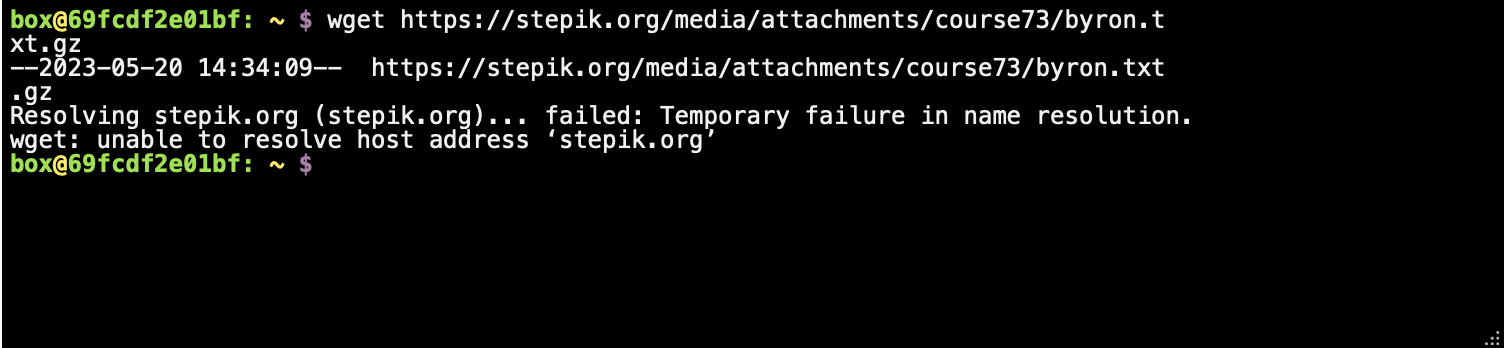 box@69fcdf2e01bf: ~ $ wget https://stepik.org/media/attachments/course73/byron.t
xt.gz
--2023-05-20 14:34:09--  https://stepik.org/media/attachments/course73/byron.txt
.gz
Resolving stepik.org (stepik.org)... failed: Temporary failure in name resolution.
wget: unable to resolve host address ‘stepik.org’
box@69fcdf2e01bf: ~ $